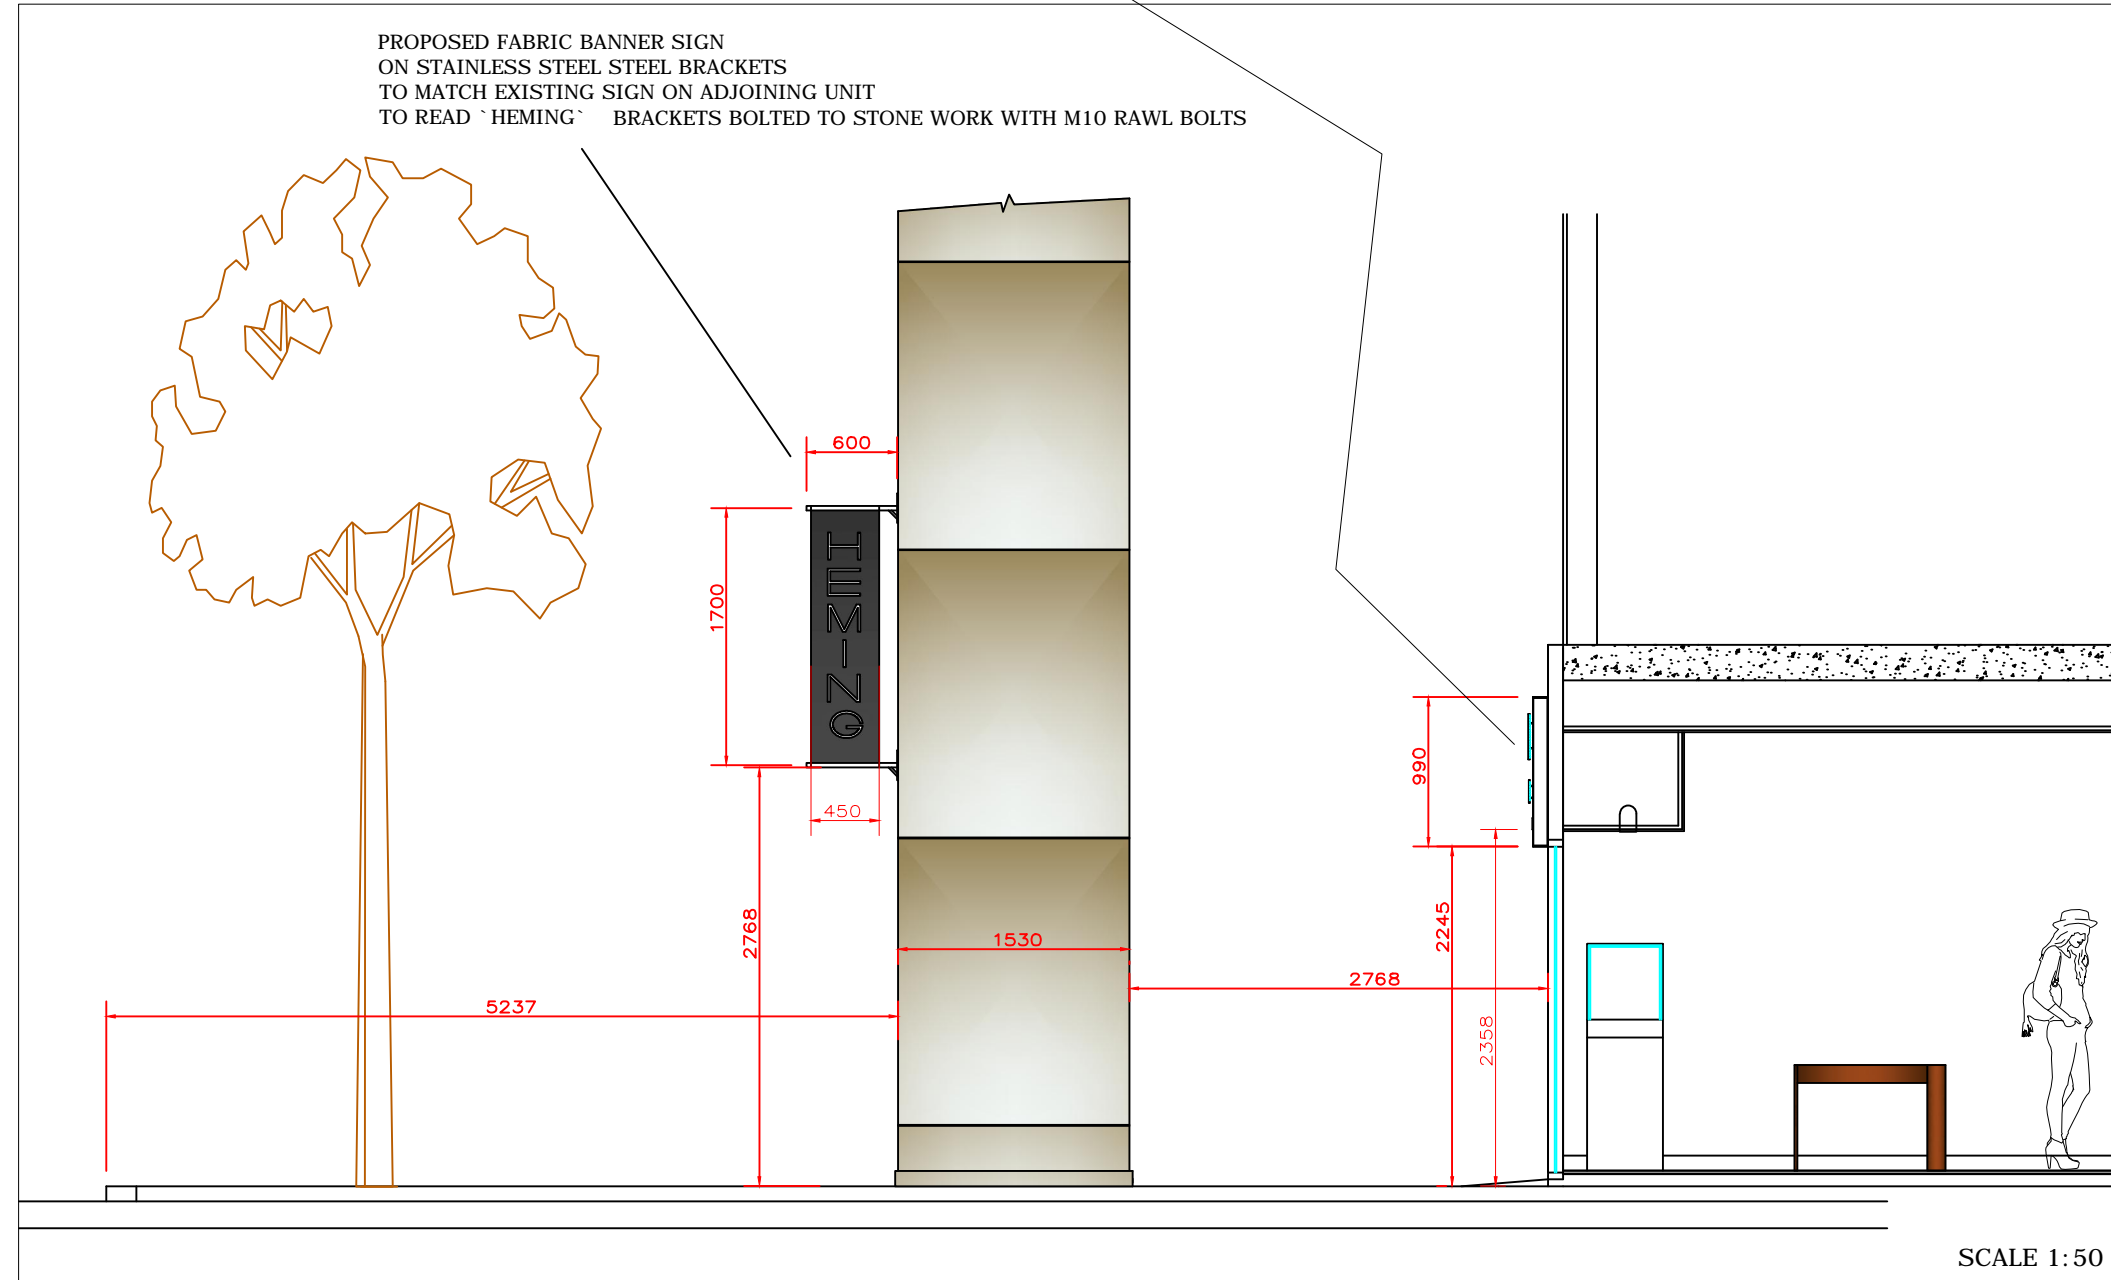 PROPOSED FABRIC BANNER SIGN
ON STAINLESS STEEL STEEL BRACKETS
TO MATCH EXISTING SIGN ON ADJOINING UNIT
TO READ `HEMING` BRACKETS BOLTED TO STONE WORK WITH M10 RAWL BOLTS
600
1700
HEMING
450
990
2768
1530
2245
2768
5237
2358
SCALE 1:50